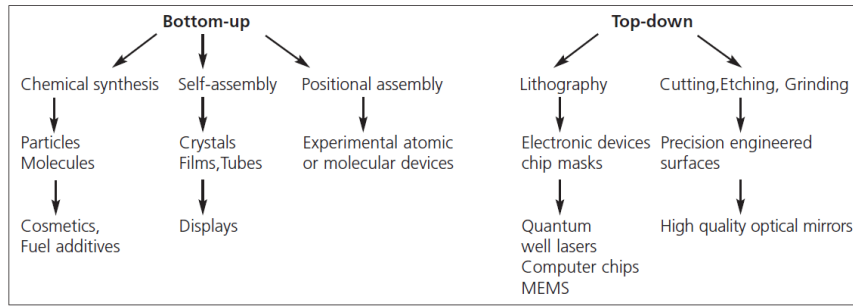 Bottom-up
Top-down
Chemical synthesis
Self-assembly
Positional assembly
Lithography
Cutting,Etching, Grinding
Particles
Molecules
Crystals
Films,Tubes
Experimental atomic
or molecular devices
Electronic devices
chip masks
Precision engineered
surfaces
Cosmetics,
Fuel additives
Displays
Quantum
well lasers
Computer chips
MEMS
High quality optical mirrors